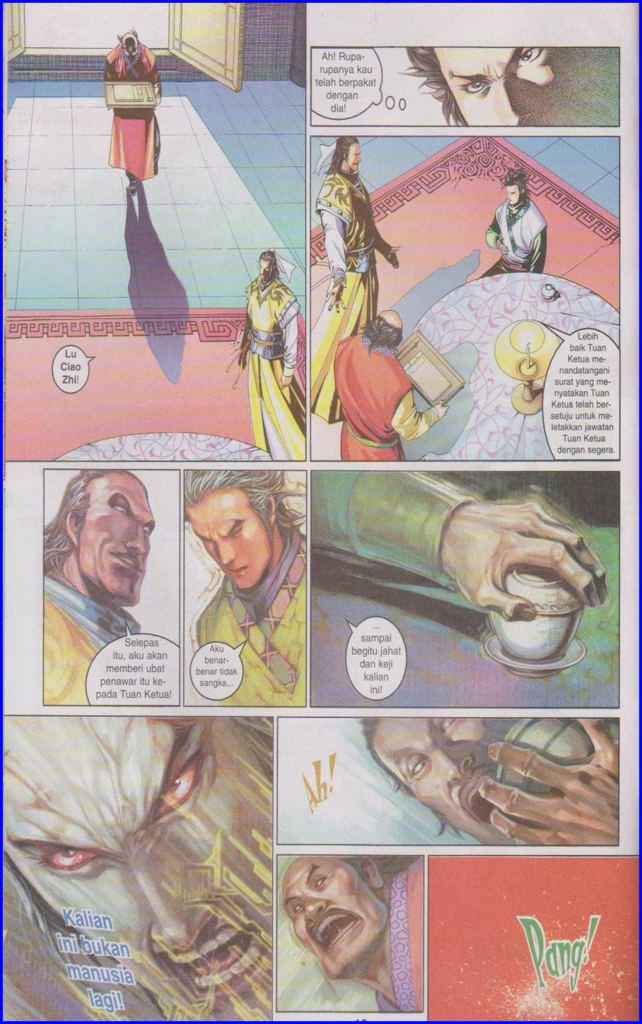 Lu
Ciao
Zhi!
Ah! Rupa-
rupanya kau
telah berpakat
dengan
dia!
Lebih
baik Tuan
Ketua me-
nandatangani
surat yang me-
nyatakan Tuan
Ketua telah ber-
setuju untuk me-
letakkan jawatan
Tuan Ketua
dengan segera.
Selepas
itu, aku akan
memberi ubat
penawar itu ke-
pada Tuan Ketua!
Aku
benar-
benar tidak
sangka...
...
sampai
begitu jahat
dan keji
kalian
ini!
Kalian
ini bukan
manusia
lagi!
Ah!
Pang!